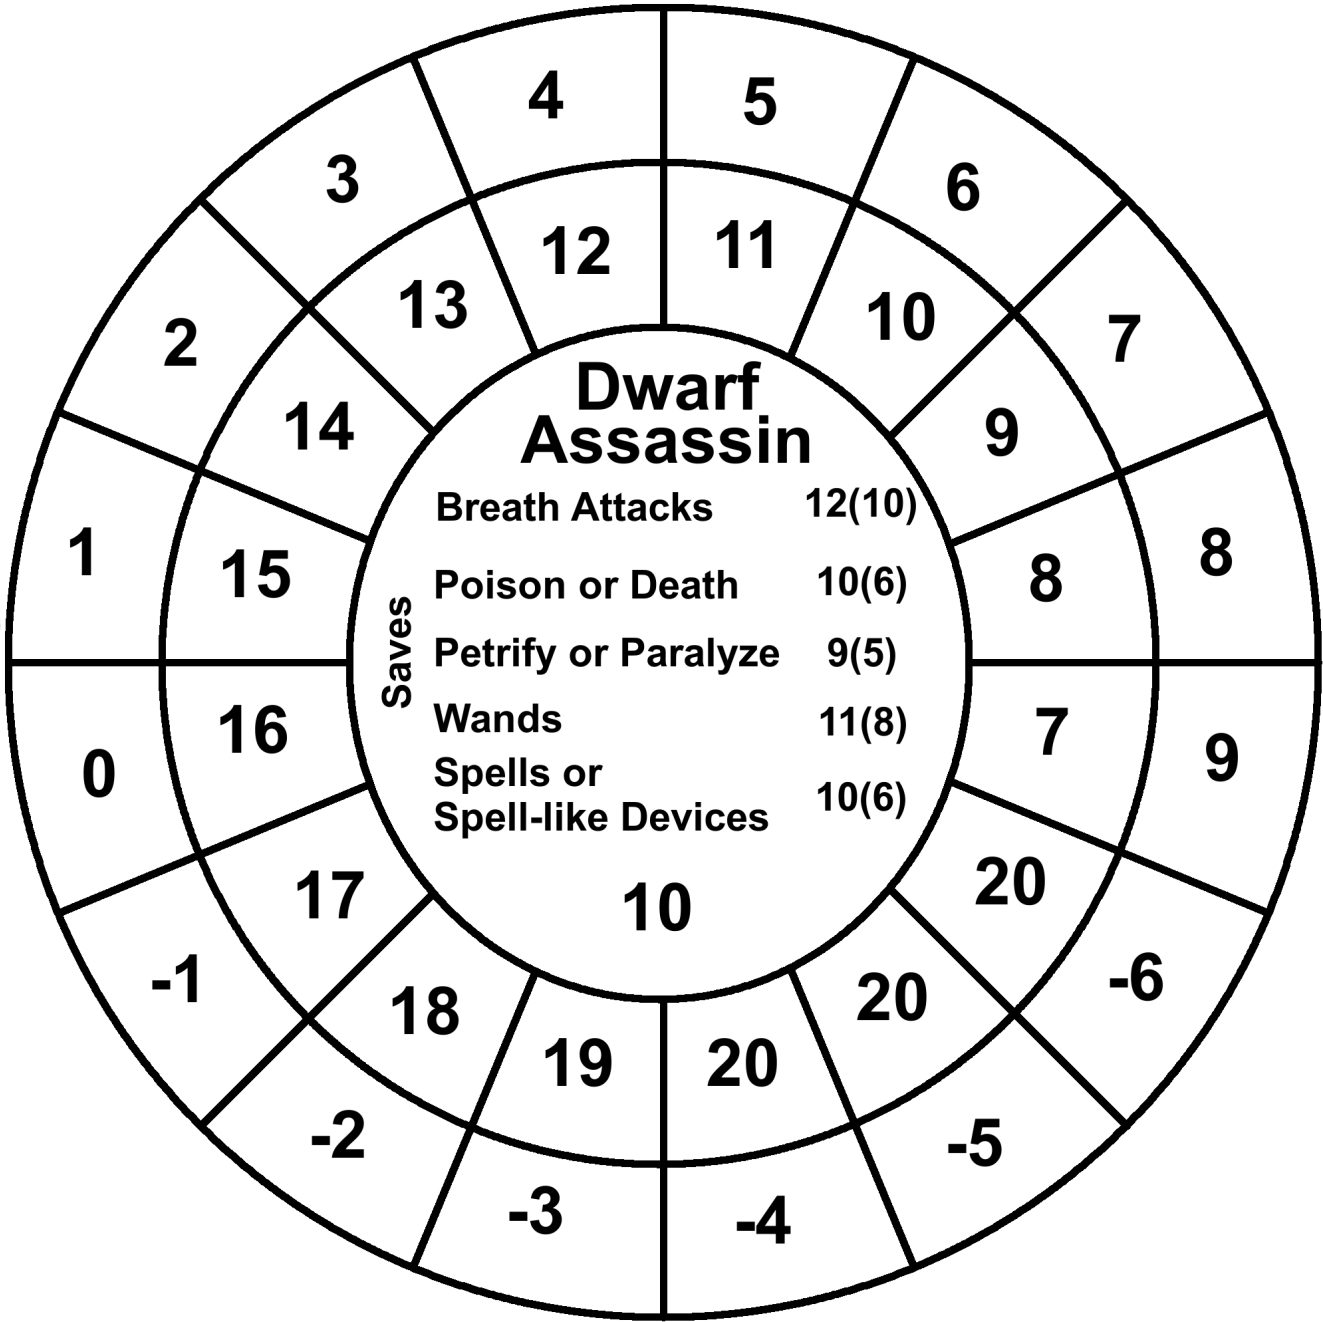 4 5
3 6
2 7
1 8
0 9
-1 -6
-2 -5
-3 -4
12 11
13 10
14 9
15 8
16 7
17 20
18 20
19 20
Dwarf
Assassin
Saves
Breath Attacks 12(10)
Poison or Death 10(6)
Petrify or Paralyze 9(5)
Wands 11(8)
Spells or
Spell-like Devices 10(6)
10